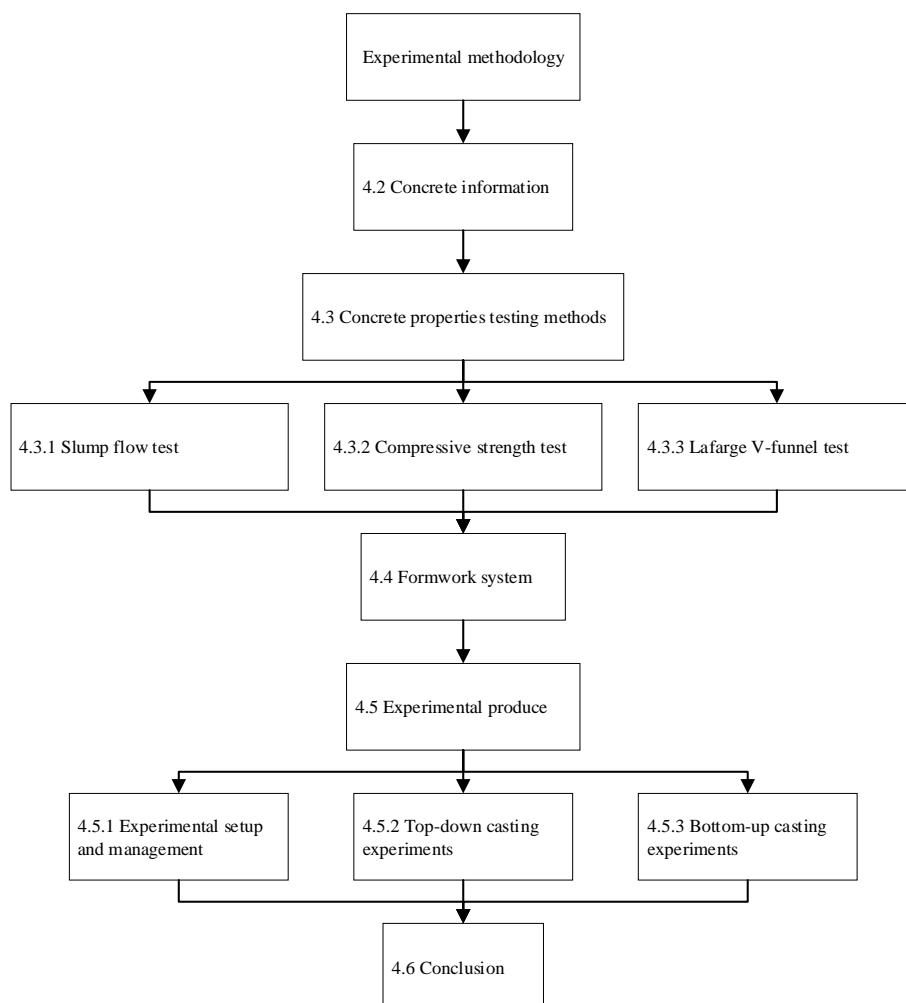 Experimental methodology
4.2 Concrete information
4.3 Concrete properties testing methods
4.3.1 Slump flow test
4.3.2 Compressive strength test
4.3.3 Lafarge V-funnel test
4.4 Formwork system
4.5 Experimental produce
4.5.1 Experimental setup
and management
4.5.2 Top-down casting
experiments
4.5.3 Bottom-up casting
experiments
4.6 Conclusion